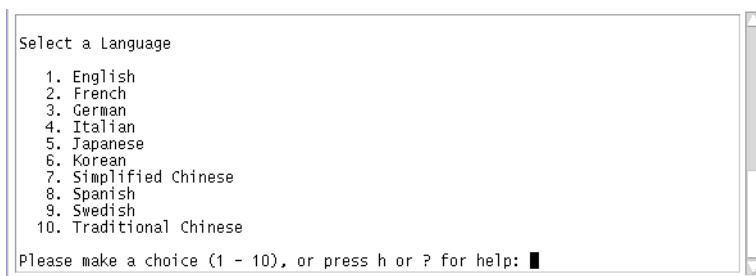 Select a Language
1. English
2. French
3. German
4. Italian
5. Japanese
6. Korean
7. Simplified Chinese
8. Spanish
9. Swedish
10. Traditional Chinese
Please make a choice (1 - 10), or press h or ? for help: